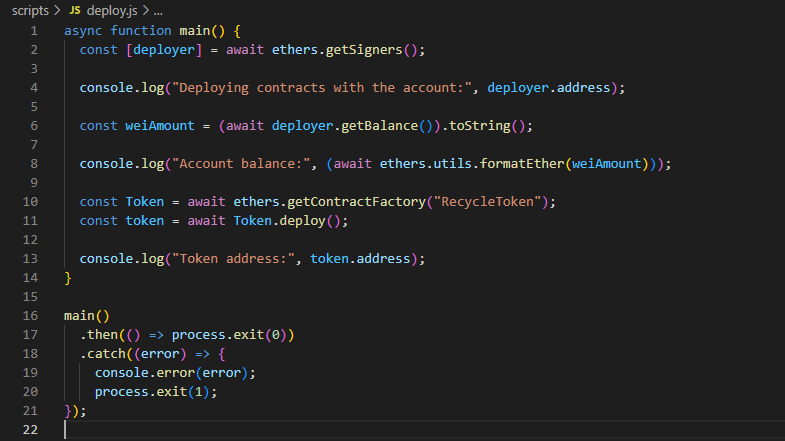 scripts > JS deploy.js > ...
1 async function main() {
2   const [deployer] = await ethers.getSigners();
3
4   console.log("Deploying contracts with the account:", deployer.address);
5
6   const weiAmount = (await deployer.getBalance()).toString();
7
8   console.log("Account balance:", (await ethers.utils.formatEther(weiAmount)));
9
10   const Token = await ethers.getContractFactory("RecycleToken");
11   const token = await Token.deploy();
12
13   console.log("Token address:", token.address);
14 }
15
16 main()
17   .then(() => process.exit(0))
18   .catch((error) => {
19     console.error(error);
20     process.exit(1);
21 });
22